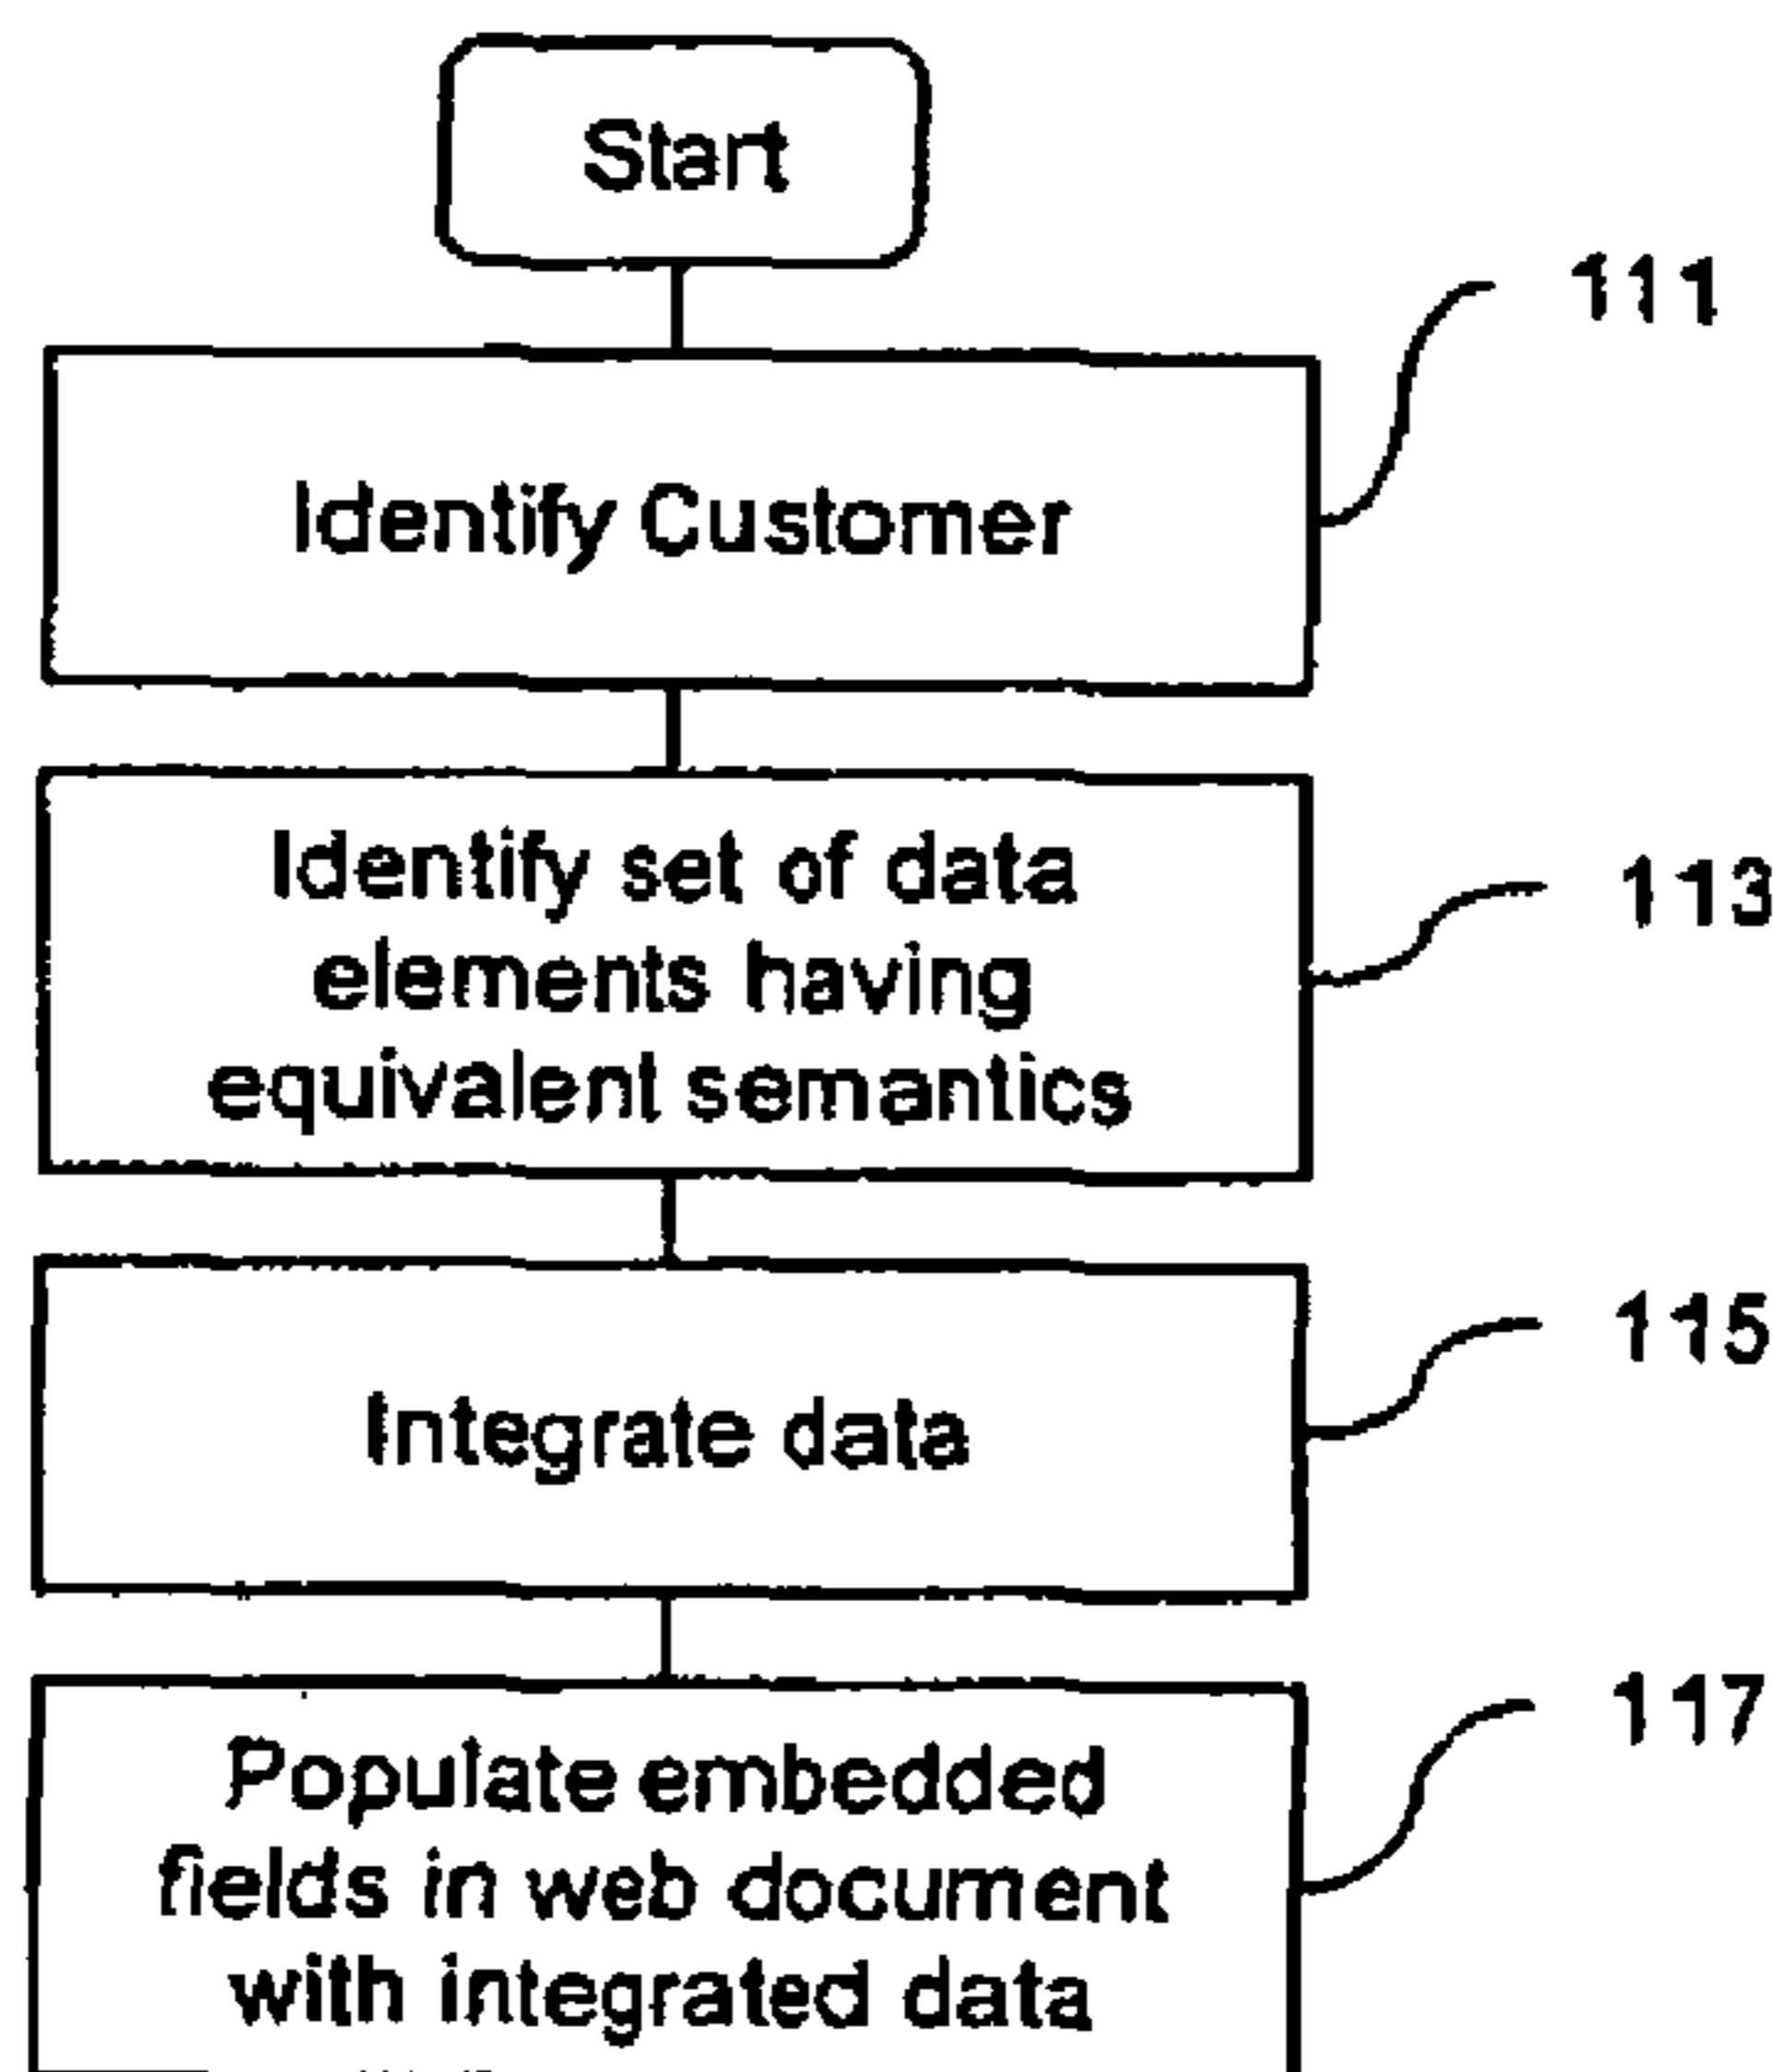 Start
111
Identify Customer
Identify set of data
113
elements having
equivalent semantics
115
Integrate data
117
Populate embedded
fields in web document
with integrated data